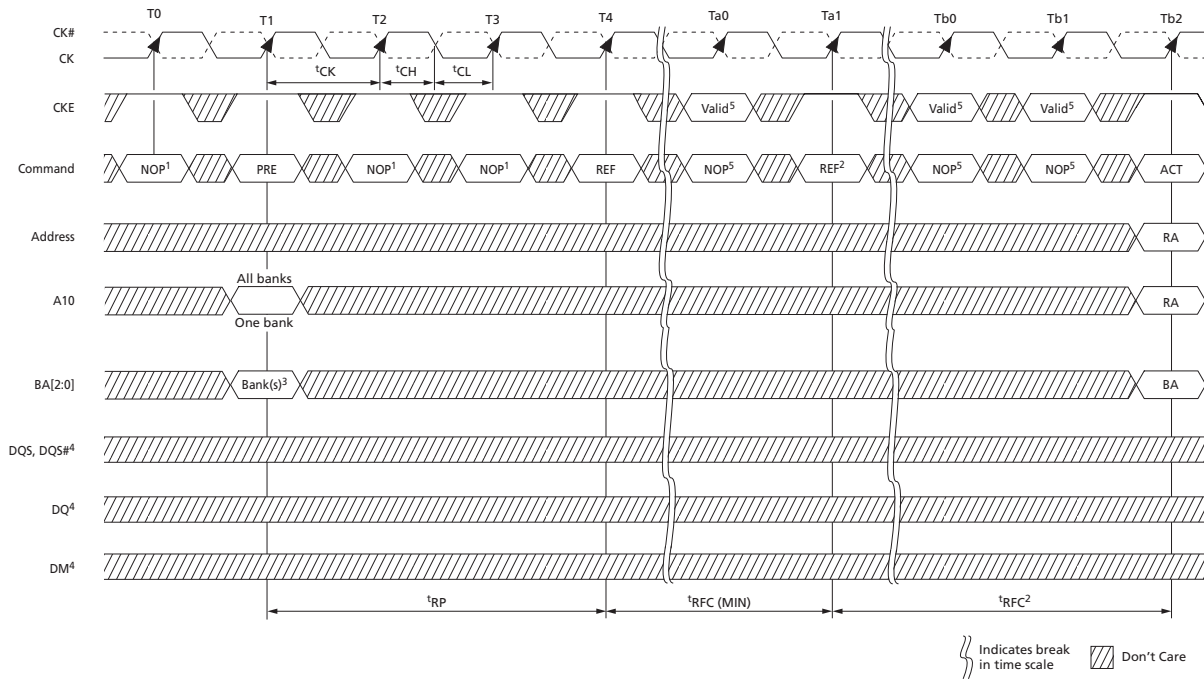 T0 T1 T2 T3 T4 Ta0 Ta1 Tb0 Tb1 Tb2
CK#
CK
tCK tCH tCL
CKE Valid5 Valid5 Valid5
Command NOP1 PRE NOP1 NOP1 REF NOP5 REF2 NOP5 NOP5 ACT
Address RA
All banks
A10 RA
One bank
BA[2:0] Bank(s)3 BA
DQS, DQS#4
DQ4
DM4
tRP tRFC (MIN) tRFC2
Indicates break
in time scale
Don't Care